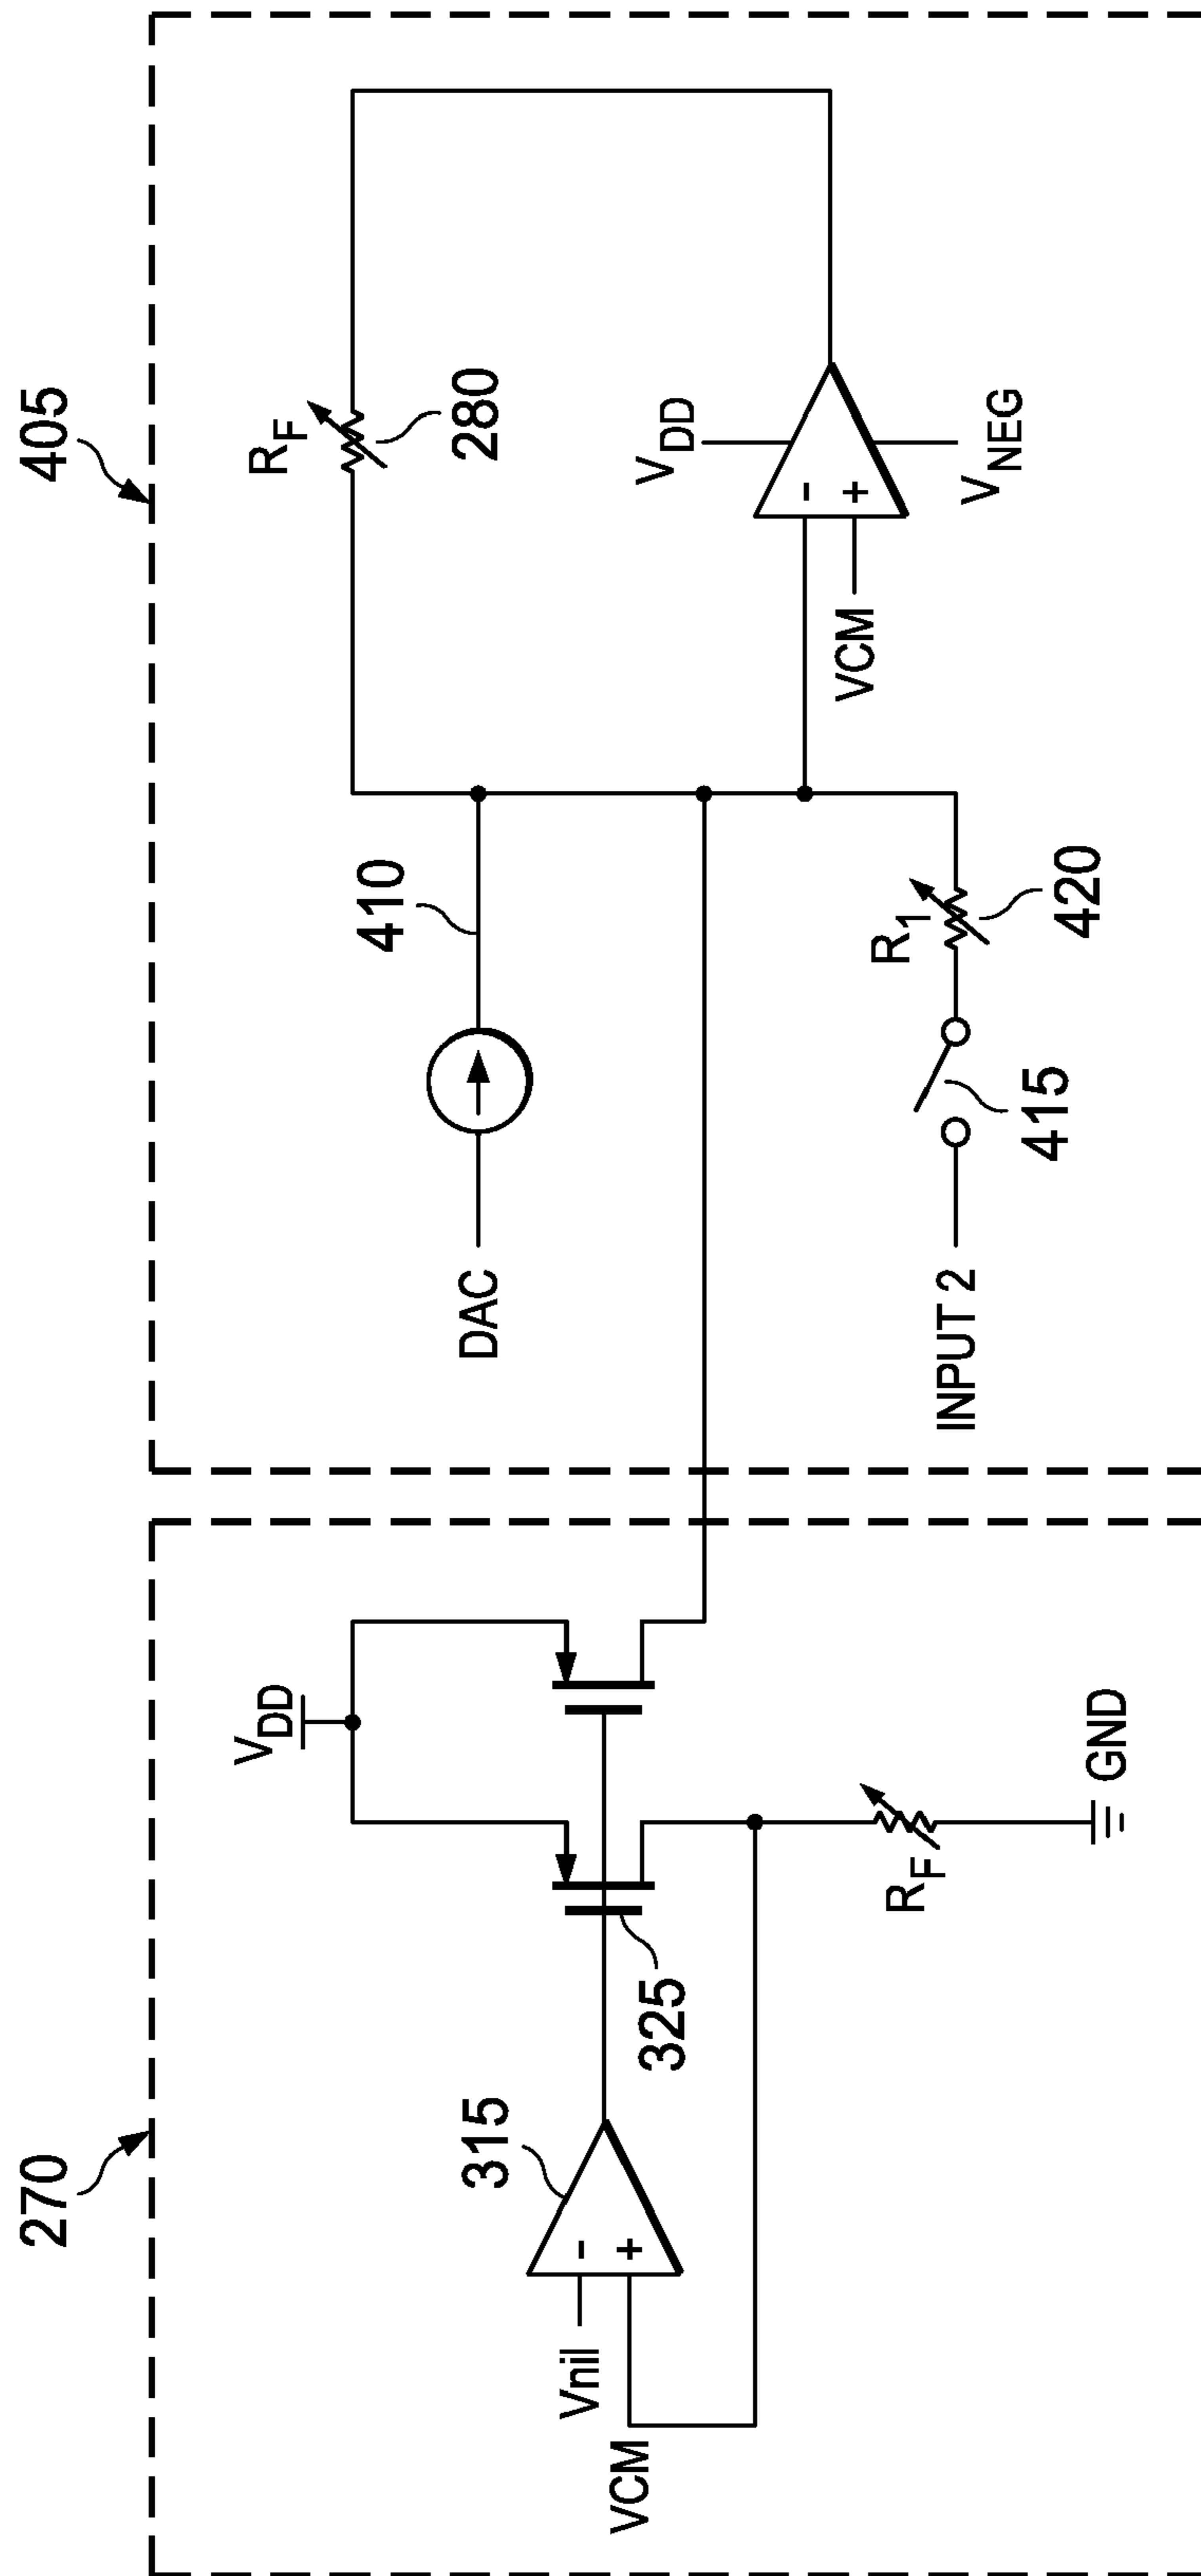 270
405
V_DD
315
Vnil
VCM
325
R_F
GND
DAC
410
R_F
280
V_DD
VCM
V_NEG
INPUT 2
415
R_1
420